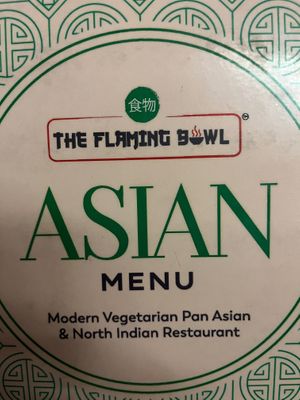 食物
THE FLAMING BOWL
ASIAN
MENU
Modern Vegetarian Pan Asian
& North Indian Restaurant